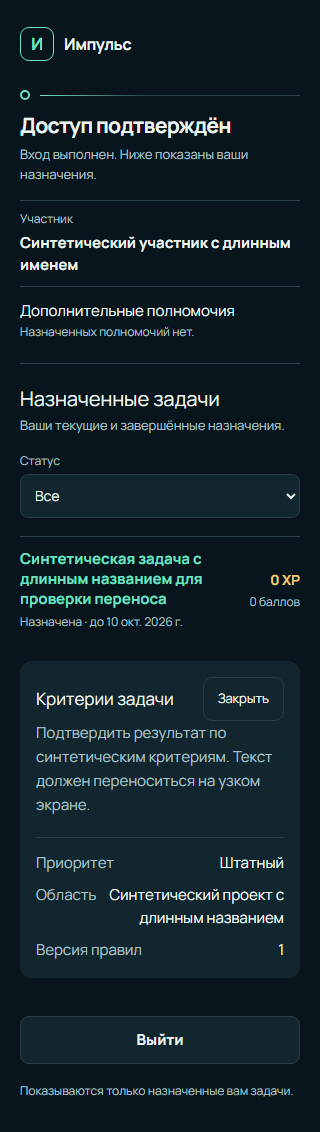 И Импульс
Доступ подтверждён
Вход выполнен. Ниже показаны ваши
назначения.
Участник
Синтетический участник с длинным
именем
Дополнительные полномочия
Назначенных полномочий нет.
Назначенные задачи
Ваши текущие и завершённые назначения.
Статус
Все
Синтетическая задача с
длинным названием для
проверки переноса
0 XP
0 баллов
Назначена · до 10 окт. 2026 г.
Критерии задачи
Закрыть
Подтвердить результат по
синтетическим критериям. Текст
должен переноситься на узком
экране.
Приоритет Штатный
Область Синтетический проект с
длинным названием
Версия правил 1
Выйти
Показываются только назначенные вам задачи.